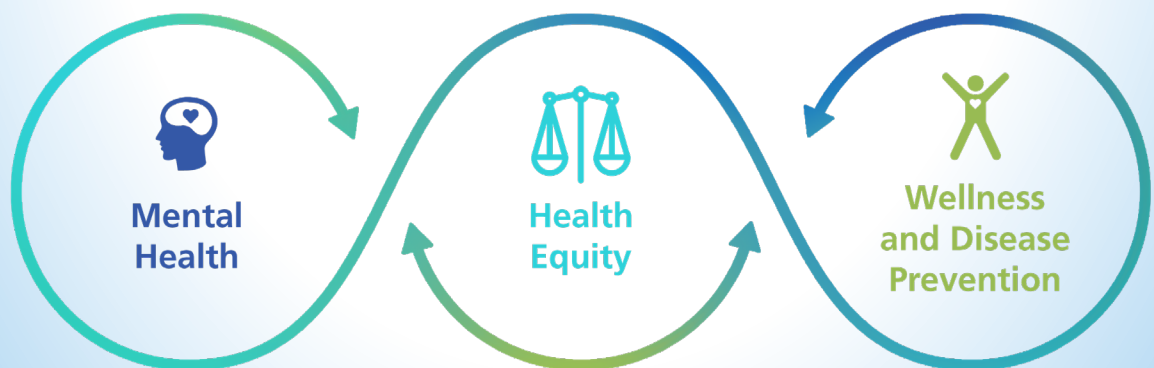 Mental
Health
Health
Equity
Wellness
and Disease
Prevention